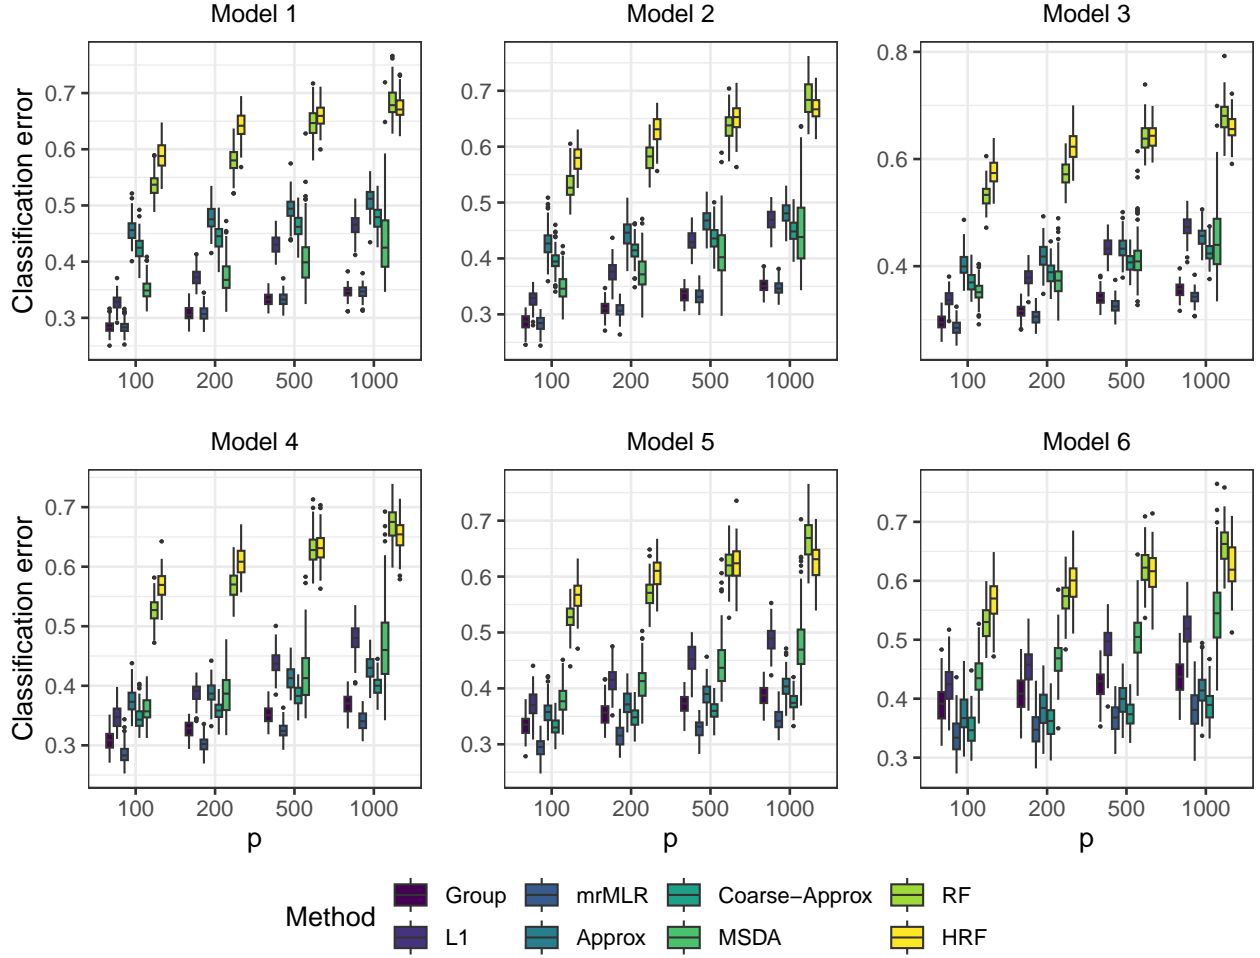 Model 1
Model 2
Model 3
Classification error
0.7
0.6
0.5
0.4
0.3
100 200 500 1000
0.7
0.6
0.5
0.4
0.3
100 200 500 1000
0.8
0.6
0.4
100 200 500 1000
Model 4
Model 5
Model 6
Classification error
0.7
0.6
0.5
0.4
0.3
100 200 500 1000
p
0.7
0.6
0.5
0.4
0.3
100 200 500 1000
p
0.7
0.6
0.5
0.4
0.3
100 200 500 1000
p
Method
Group
mrMLR
Coarse−Approx
RF
L1
Approx
MSDA
HRF